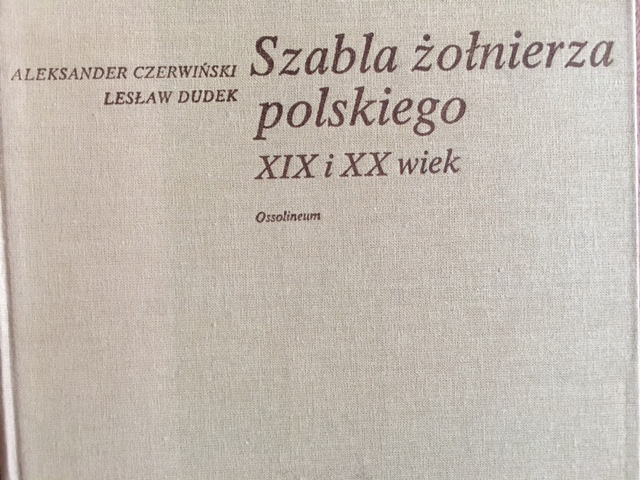 ALEKSANDER CZERWIŃSKI
LESŁAW DUDEK
Szabla żołnierza
polskiego
XIX i XX wiek
Ossolineum